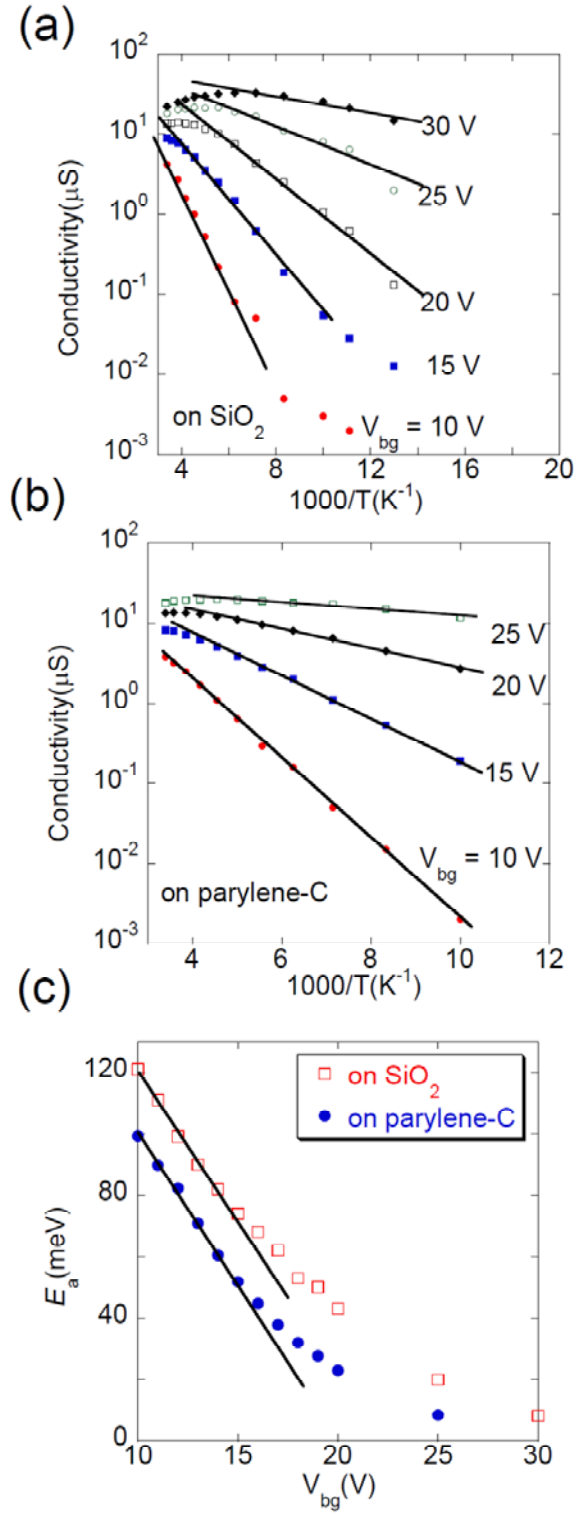 (a)
10²
10¹
10⁰
10⁻¹
10⁻²
10⁻³
Conductivity(μS)
30 V
25 V
20 V
15 V
V_bg = 10 V
on SiO₂
4 8 12 16 20
1000/T(K⁻¹)
(b)
10²
10¹
10⁰
10⁻¹
10⁻²
10⁻³
Conductivity(μS)
25 V
20 V
15 V
V_bg = 10 V
on parylene-C
4 6 8 10 12
1000/T(K⁻¹)
(c)
120
80
40
0
E_a(meV)
on SiO₂
on parylene-C
10 15 20 25 30
V_bg(V)